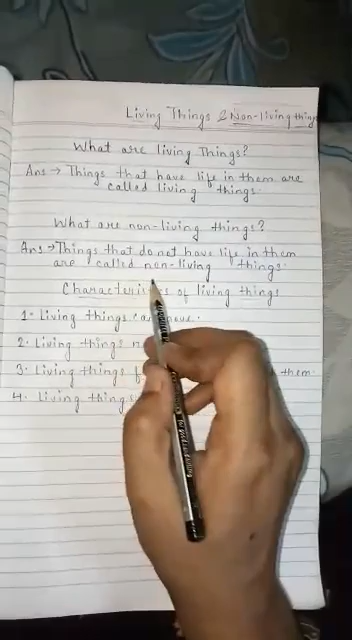 Living Things & Non-living things
What are living Things?
Ans → Things that have life in them are
called living things.
What are non-living things?
Ans → Things that do not have life in them
are called non-living things.
of living things
1. Living things move.
2. Living things
3. Living things them.
4. Living things